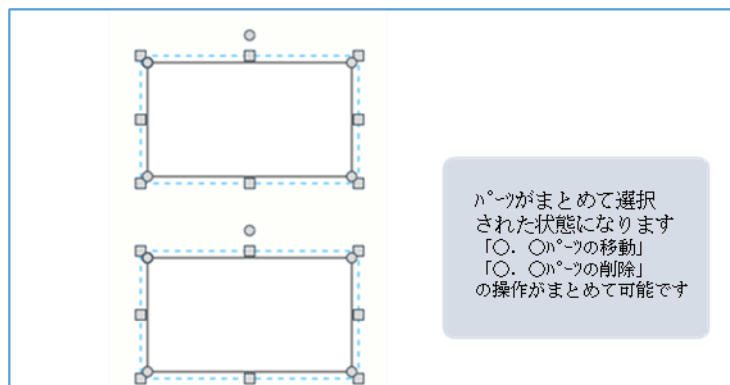 ﾊﾟｰﾂがまとめて選択
された状態になります
「〇．〇ﾊﾟｰﾂの移動」
「〇．〇ﾊﾟｰﾂの削除」
の操作がまとめて可能です